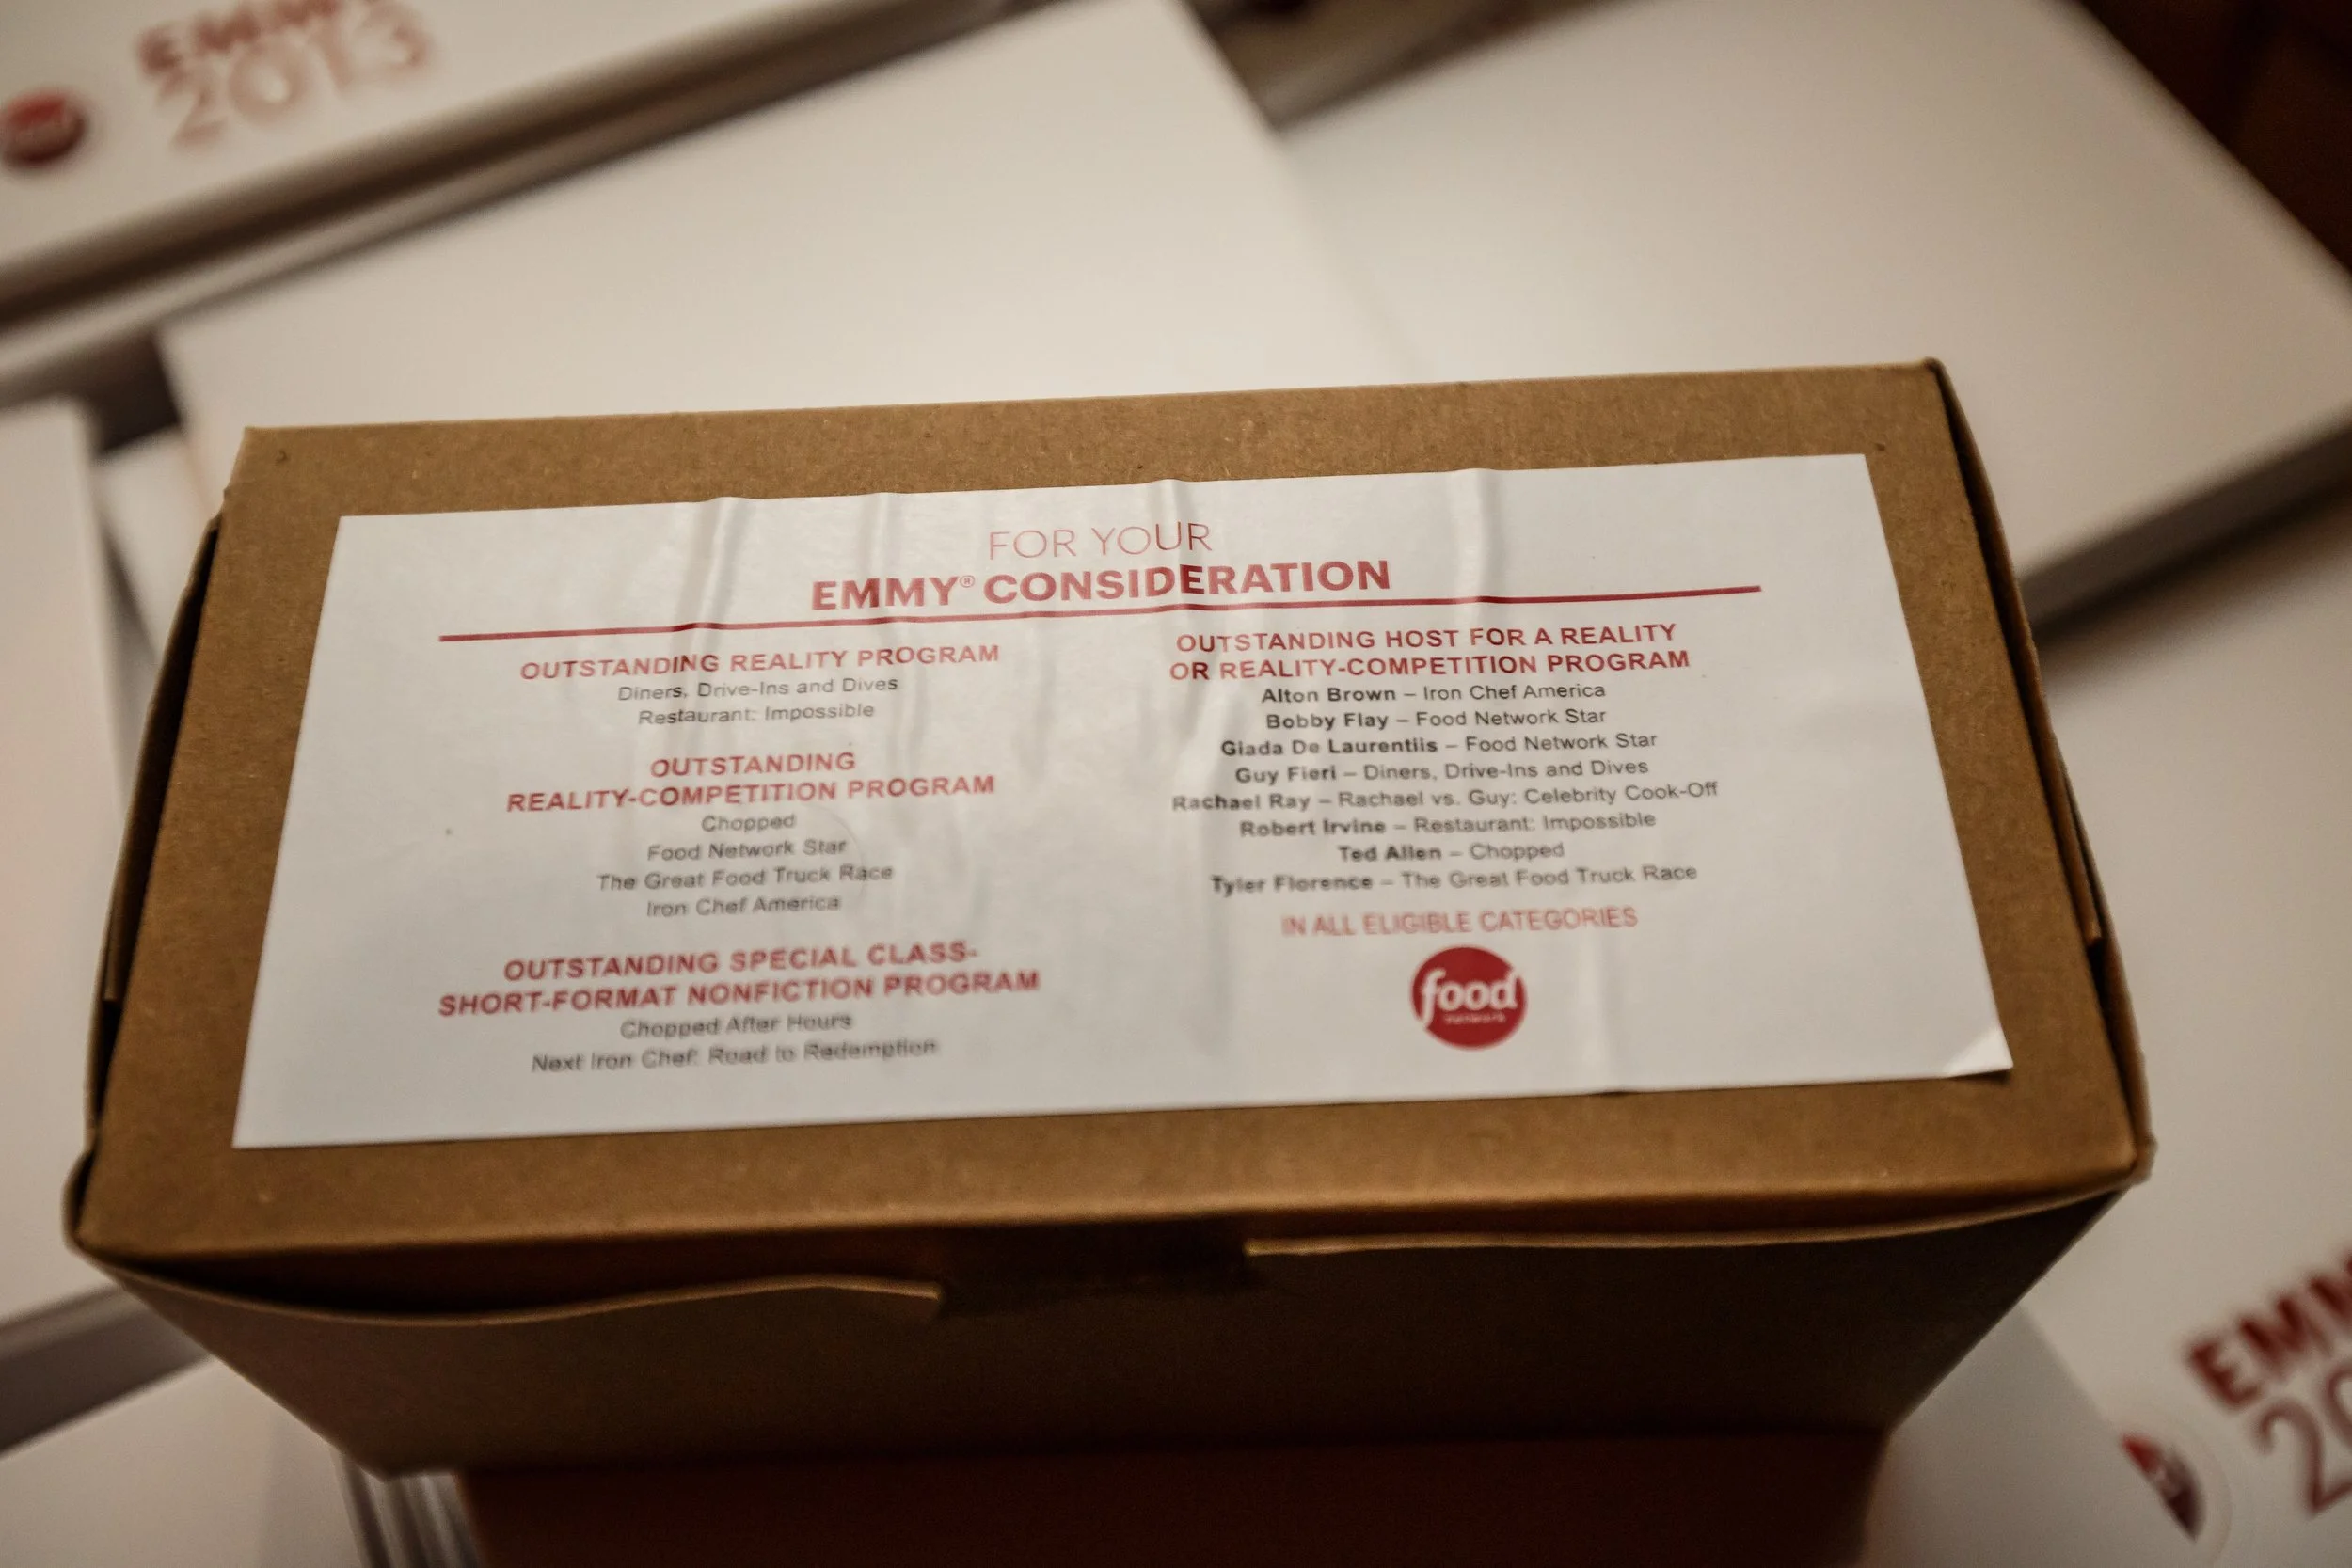 EMMY
2013
FOR YOUR
EMMY® CONSIDERATION
OUTSTANDING REALITY PROGRAM
Diners, Drive-Ins and Dives
Restaurant: Impossible
OUTSTANDING
REALITY-COMPETITION PROGRAM
Chopped
Food Network Star
The Great Food Truck Race
Iron Chef America
OUTSTANDING SPECIAL CLASS-
SHORT-FORMAT NONFICTION PROGRAM
Chopped After Hours
Next Iron Chef: Road to Redemption
OUTSTANDING HOST FOR A REALITY
OR REALITY-COMPETITION PROGRAM
Alton Brown – Iron Chef America
Bobby Flay – Food Network Star
Giada De Laurentiis – Food Network Star
Guy Fieri – Diners, Drive-Ins and Dives
Rachael Ray – Rachael vs. Guy: Celebrity Cook-Off
Robert Irvine – Restaurant: Impossible
Ted Allen – Chopped
Tyler Florence – The Great Food Truck Race
IN ALL ELIGIBLE CATEGORIES
food
network
EMM
20